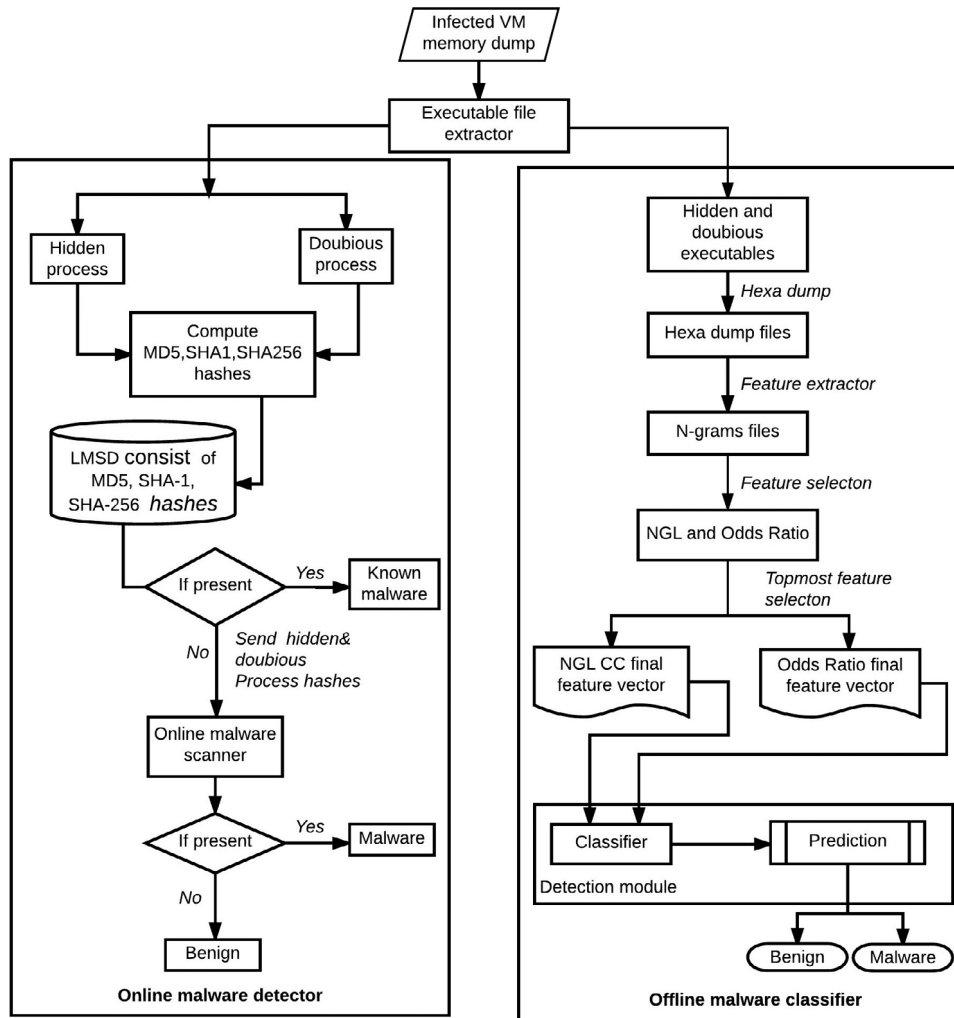 Infected VM
memory dump
Executable file
extractor
Hidden
process
Doubious
process
Compute
MD5,SHA1,SHA256
hashes
LMSD consist of
MD5, SHA-1,
SHA-256 hashes
If present
Yes
Known
malware
No
Send hidden&
doubious
Process hashes
Online malware
scanner
If present
Yes
Malware
No
Benign
Online malware detector
Hidden and
doubious
executables
Hexa dump
Hexa dump files
Feature extractor
N-grams files
Feature selecton
NGL and Odds Ratio
Topmost feature
selecton
NGL CC final
feature vector
Odds Ratio final
feature vector
Classifier
Prediction
Detection module
Benign
Malware
Offline malware classifier